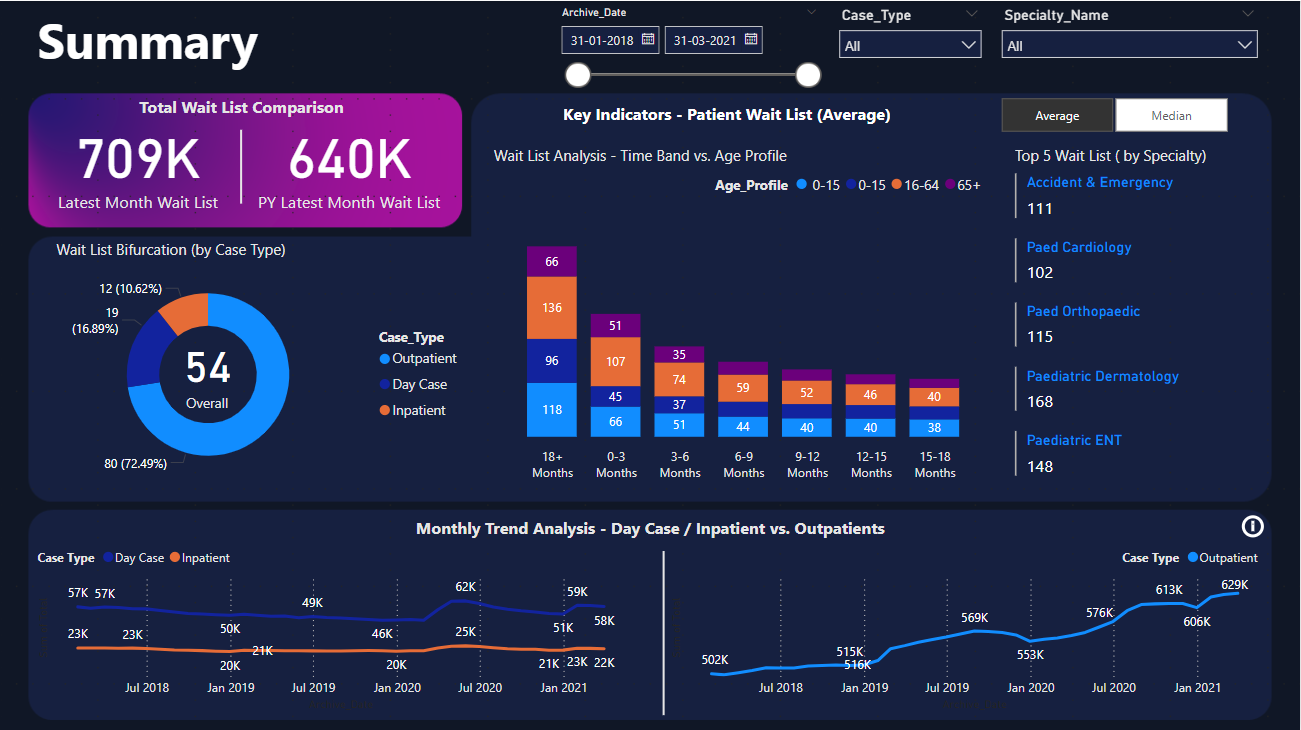 Summary
Archive_Date
31-01-2018
31-03-2021
Case_Type
All
Specialty_Name
All
Total Wait List Comparison
709K
Latest Month Wait List
640K
PY Latest Month Wait List
Key Indicators - Patient Wait List (Average)
Average
Median
Wait List Analysis - Time Band vs. Age Profile
Age_Profile 0-15 0-15 16-64 65+
66
136
96
118
51
107
45
66
35
74
37
51
59
44
52
40
46
40
40
38
18+ Months
0-3 Months
3-6 Months
6-9 Months
9-12 Months
12-15 Months
15-18 Months
Top 5 Wait List ( by Specialty)
Accident & Emergency
111
Paed Cardiology
102
Paed Orthopaedic
115
Paediatric Dermatology
168
Paediatric ENT
148
Wait List Bifurcation (by Case Type)
12 (10.62%)
19
(16.89%)
54
Overall
80 (72.49%)
Case_Type
Outpatient
Day Case
Inpatient
Monthly Trend Analysis - Day Case / Inpatient vs. Outpatients
Case Type Day Case Inpatient
57K 57K 50K 49K 46K 62K 51K 59K 58K
23K 23K 20K 21K 20K 25K 21K 23K 22K
Jul 2018 Jan 2019 Jul 2019 Jan 2020 Jul 2020 Jan 2021
Case Type Outpatient
502K 515K 516K 569K 553K 576K 613K 606K 629K
Jul 2018 Jan 2019 Jul 2019 Jan 2020 Jul 2020 Jan 2021